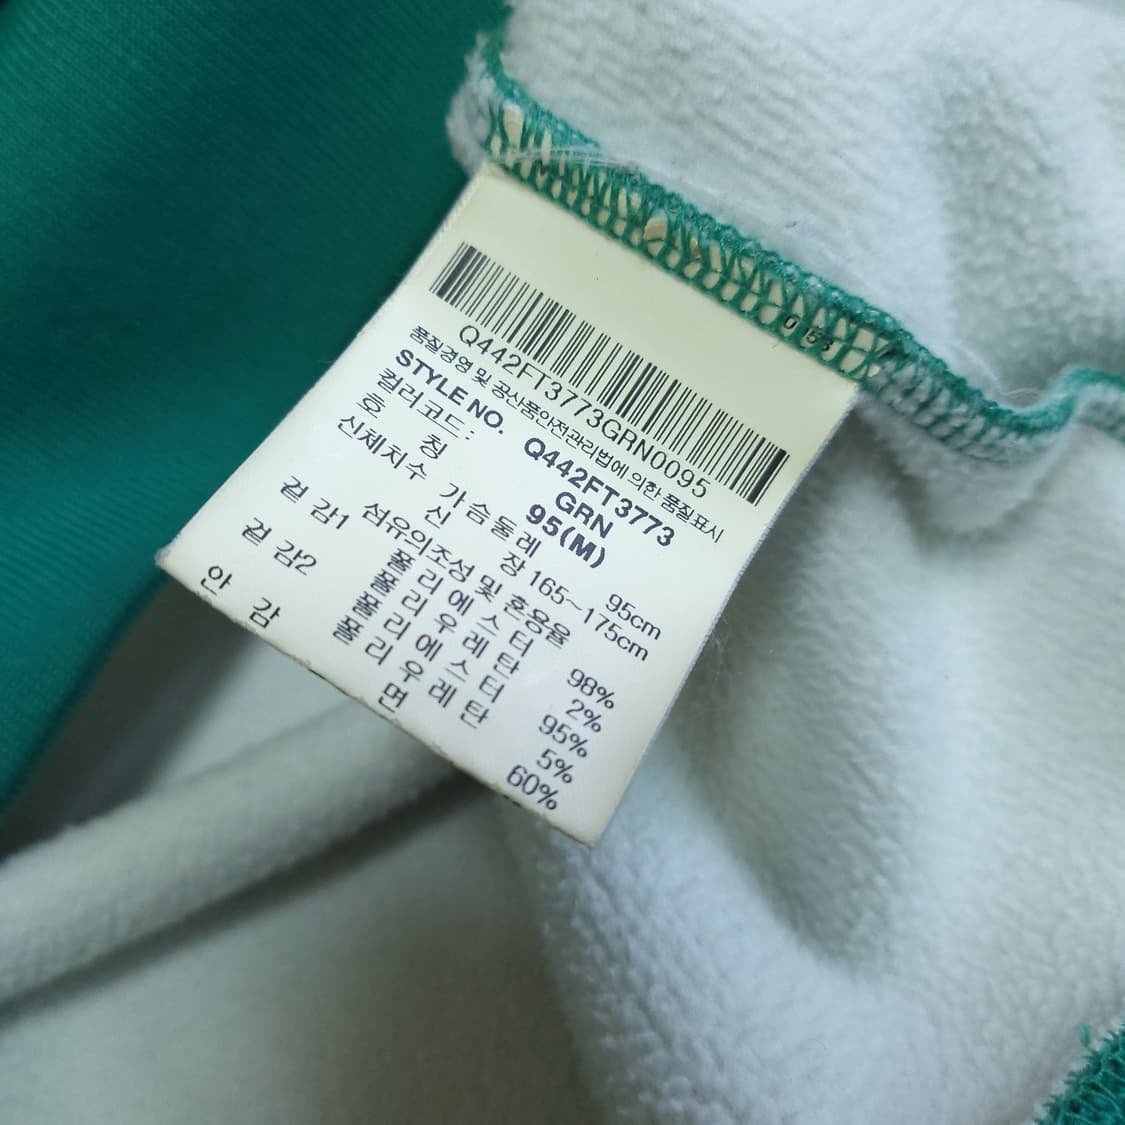 Q442FT3773GRN0095
품질경영 및 공산품안전관리법에 의한 품질표시
STYLE NO. Q442FT3773
컬러코드: GRN
호 칭 95(M)
신체치수 가슴둘레 95cm
신 장 165~175cm
섬유의조성 및 혼용율
겉 감1 폴리에스터 98%
폴리우레탄 2%
겉 감2 폴리에스터 95%
폴리우레탄 5%
안 감 면 60%